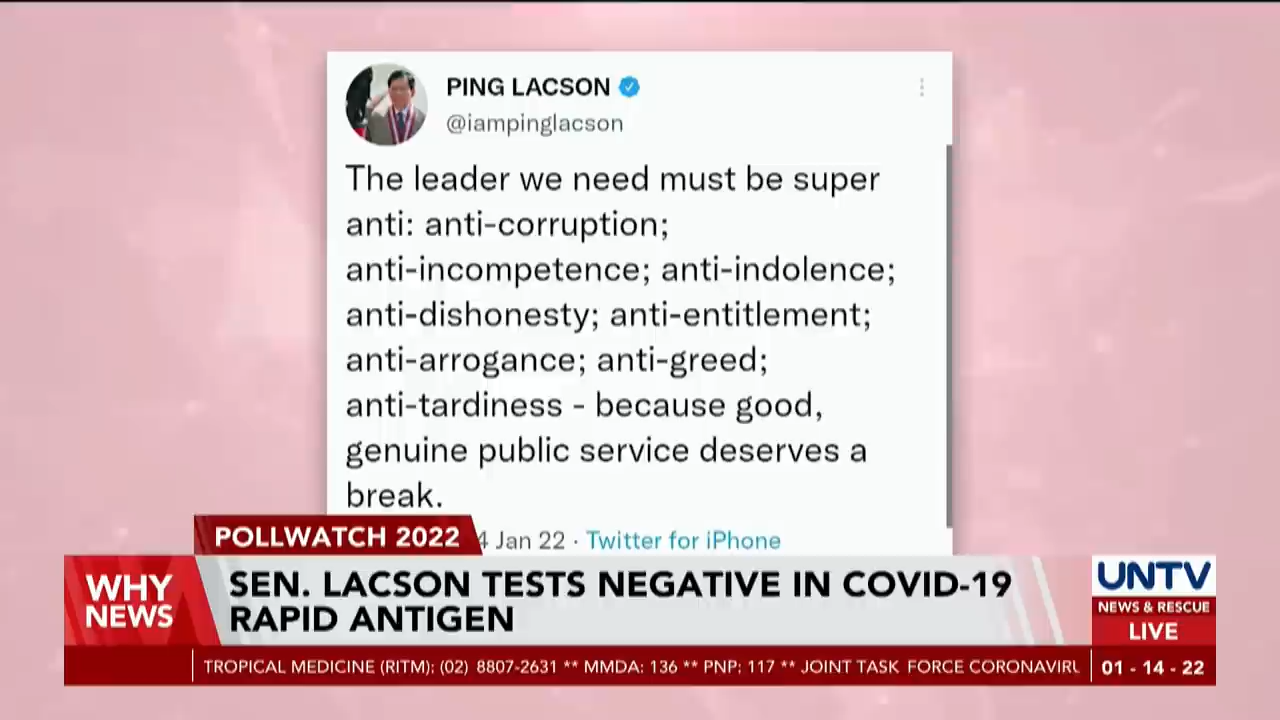 PING LACSON
@iampinglacson
The leader we need must be super
anti: anti-corruption;
anti-incompetence; anti-indolence;
anti-dishonesty; anti-entitlement;
anti-arrogance; anti-greed;
anti-tardiness - because good,
genuine public service deserves a
break.
4 Jan 22 · Twitter for iPhone
POLLWATCH 2022
WHY
NEWS
SEN. LACSON TESTS NEGATIVE IN COVID-19
RAPID ANTIGEN
UNTV
NEWS & RESCUE
LIVE
TROPICAL MEDICINE (RITM): (02) 8807-2631 ** MMDA: 136 ** PNP: 117 ** JOINT TASK FORCE CORONAVIRU
01 - 14 - 22